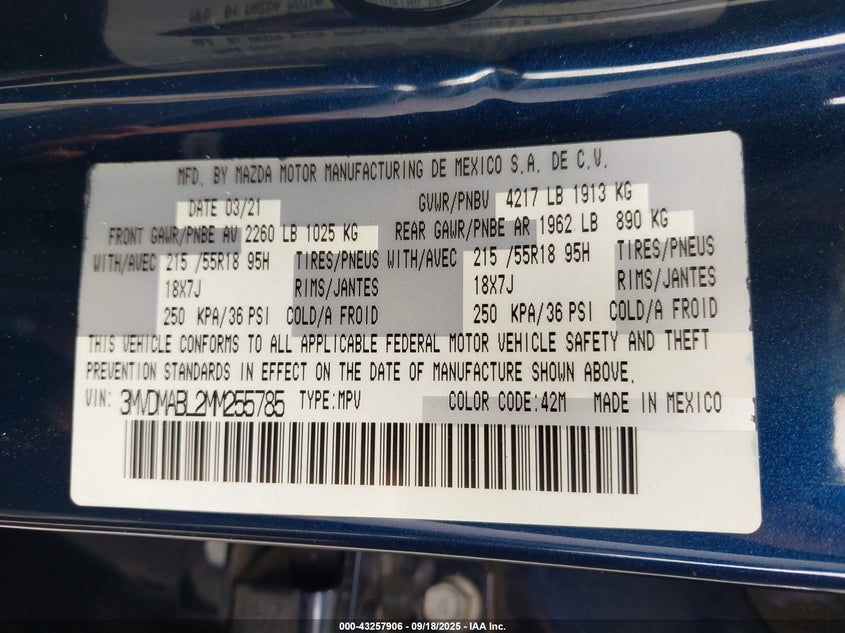 MFD. BY MAZDA MOTOR MANUFACTURING DE MEXICO S.A. DE C.V.
DATE 03/21 GVWR/PNBV 4217 LB 1913 KG
FRONT GAWR/PNBE AV 2260 LB 1025 KG REAR GAWR/PNBE AR 1962 LB 890 KG
WITH/AVEC 215 /55R18 95H TIRES/PNEUS WITH/AVEC 215 /55R18 95H TIRES/PNEUS
18X7J RIMS/JANTES 18X7J RIMS/JANTES
250 KPA/36 PSI COLD/A FROID 250 KPA/36 PSI COLD/A FROID
THIS VEHICLE CONFORMS TO ALL APPLICABLE FEDERAL MOTOR VEHICLE SAFETY AND THEFT
PREVENTION STANDARDS IN EFFECT ON THE DATE OF MANUFACTURE SHOWN ABOVE.
VIN: 3MVDMABL2MM255785 TYPE:MPV COLOR CODE:42M MADE IN MEXICO
000-43257906 - 09/18/2025 - IAA Inc.